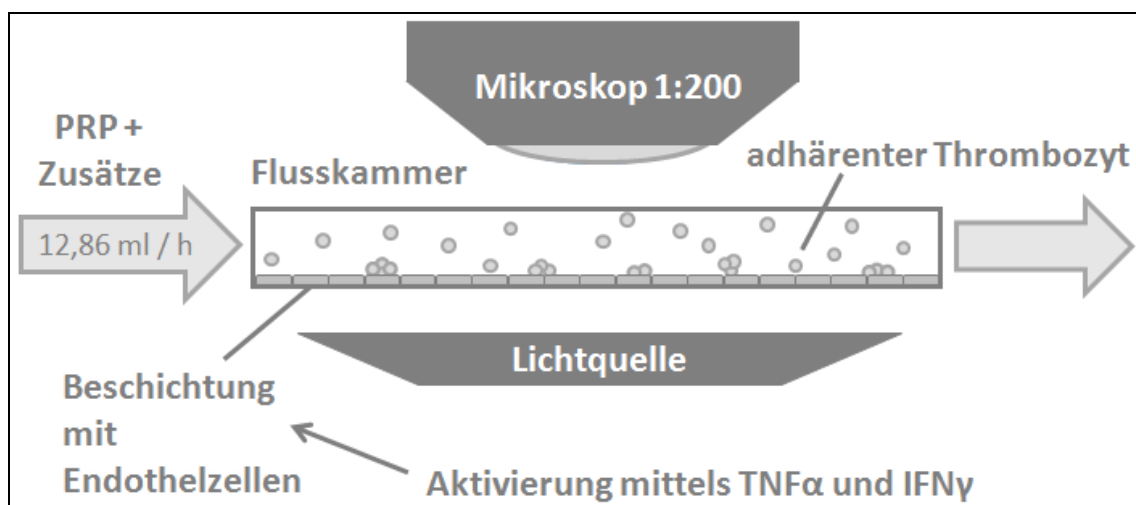 Mikroskop 1:200
PRP +
Zusätze
12,86 ml / h
Flusskammer
adhärenter Thrombozyt
Lichtquelle
Beschichtung
mit
Endothelzellen
Aktivierung mittels TNFα und IFNγ